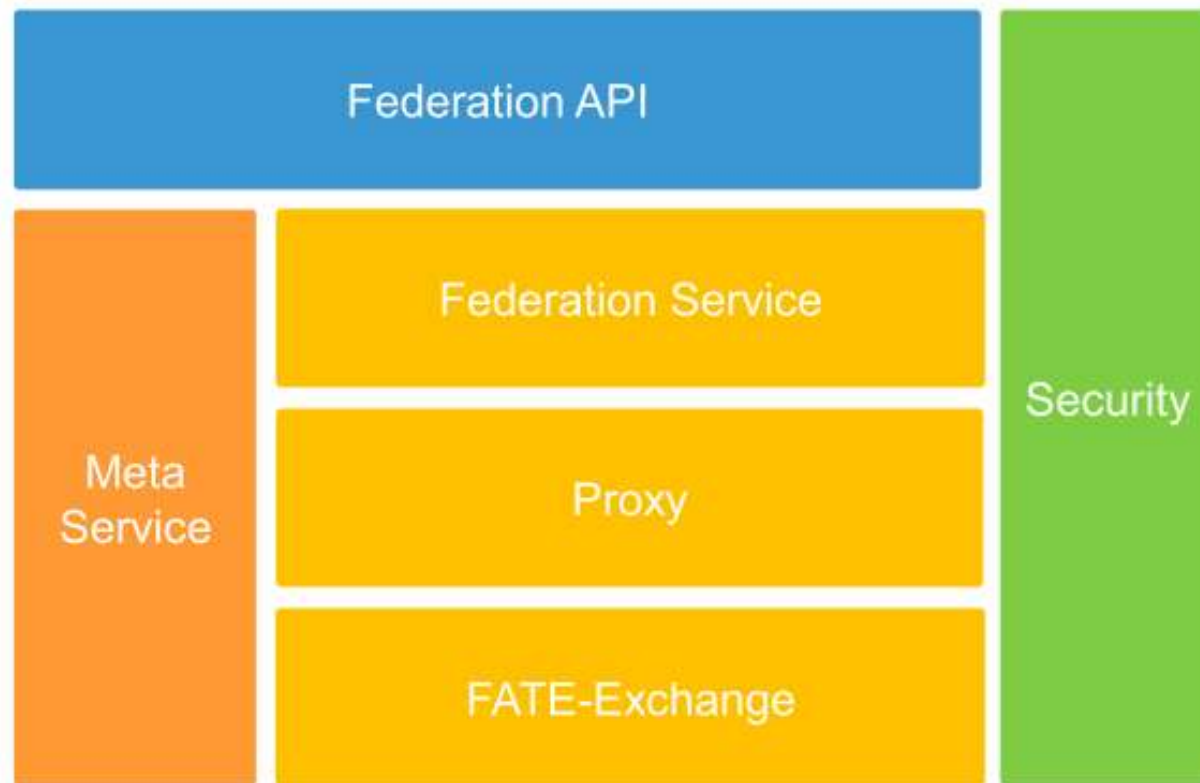 Federation API
Federation Service
Security
Meta
Service
Proxy
FATE-Exchange